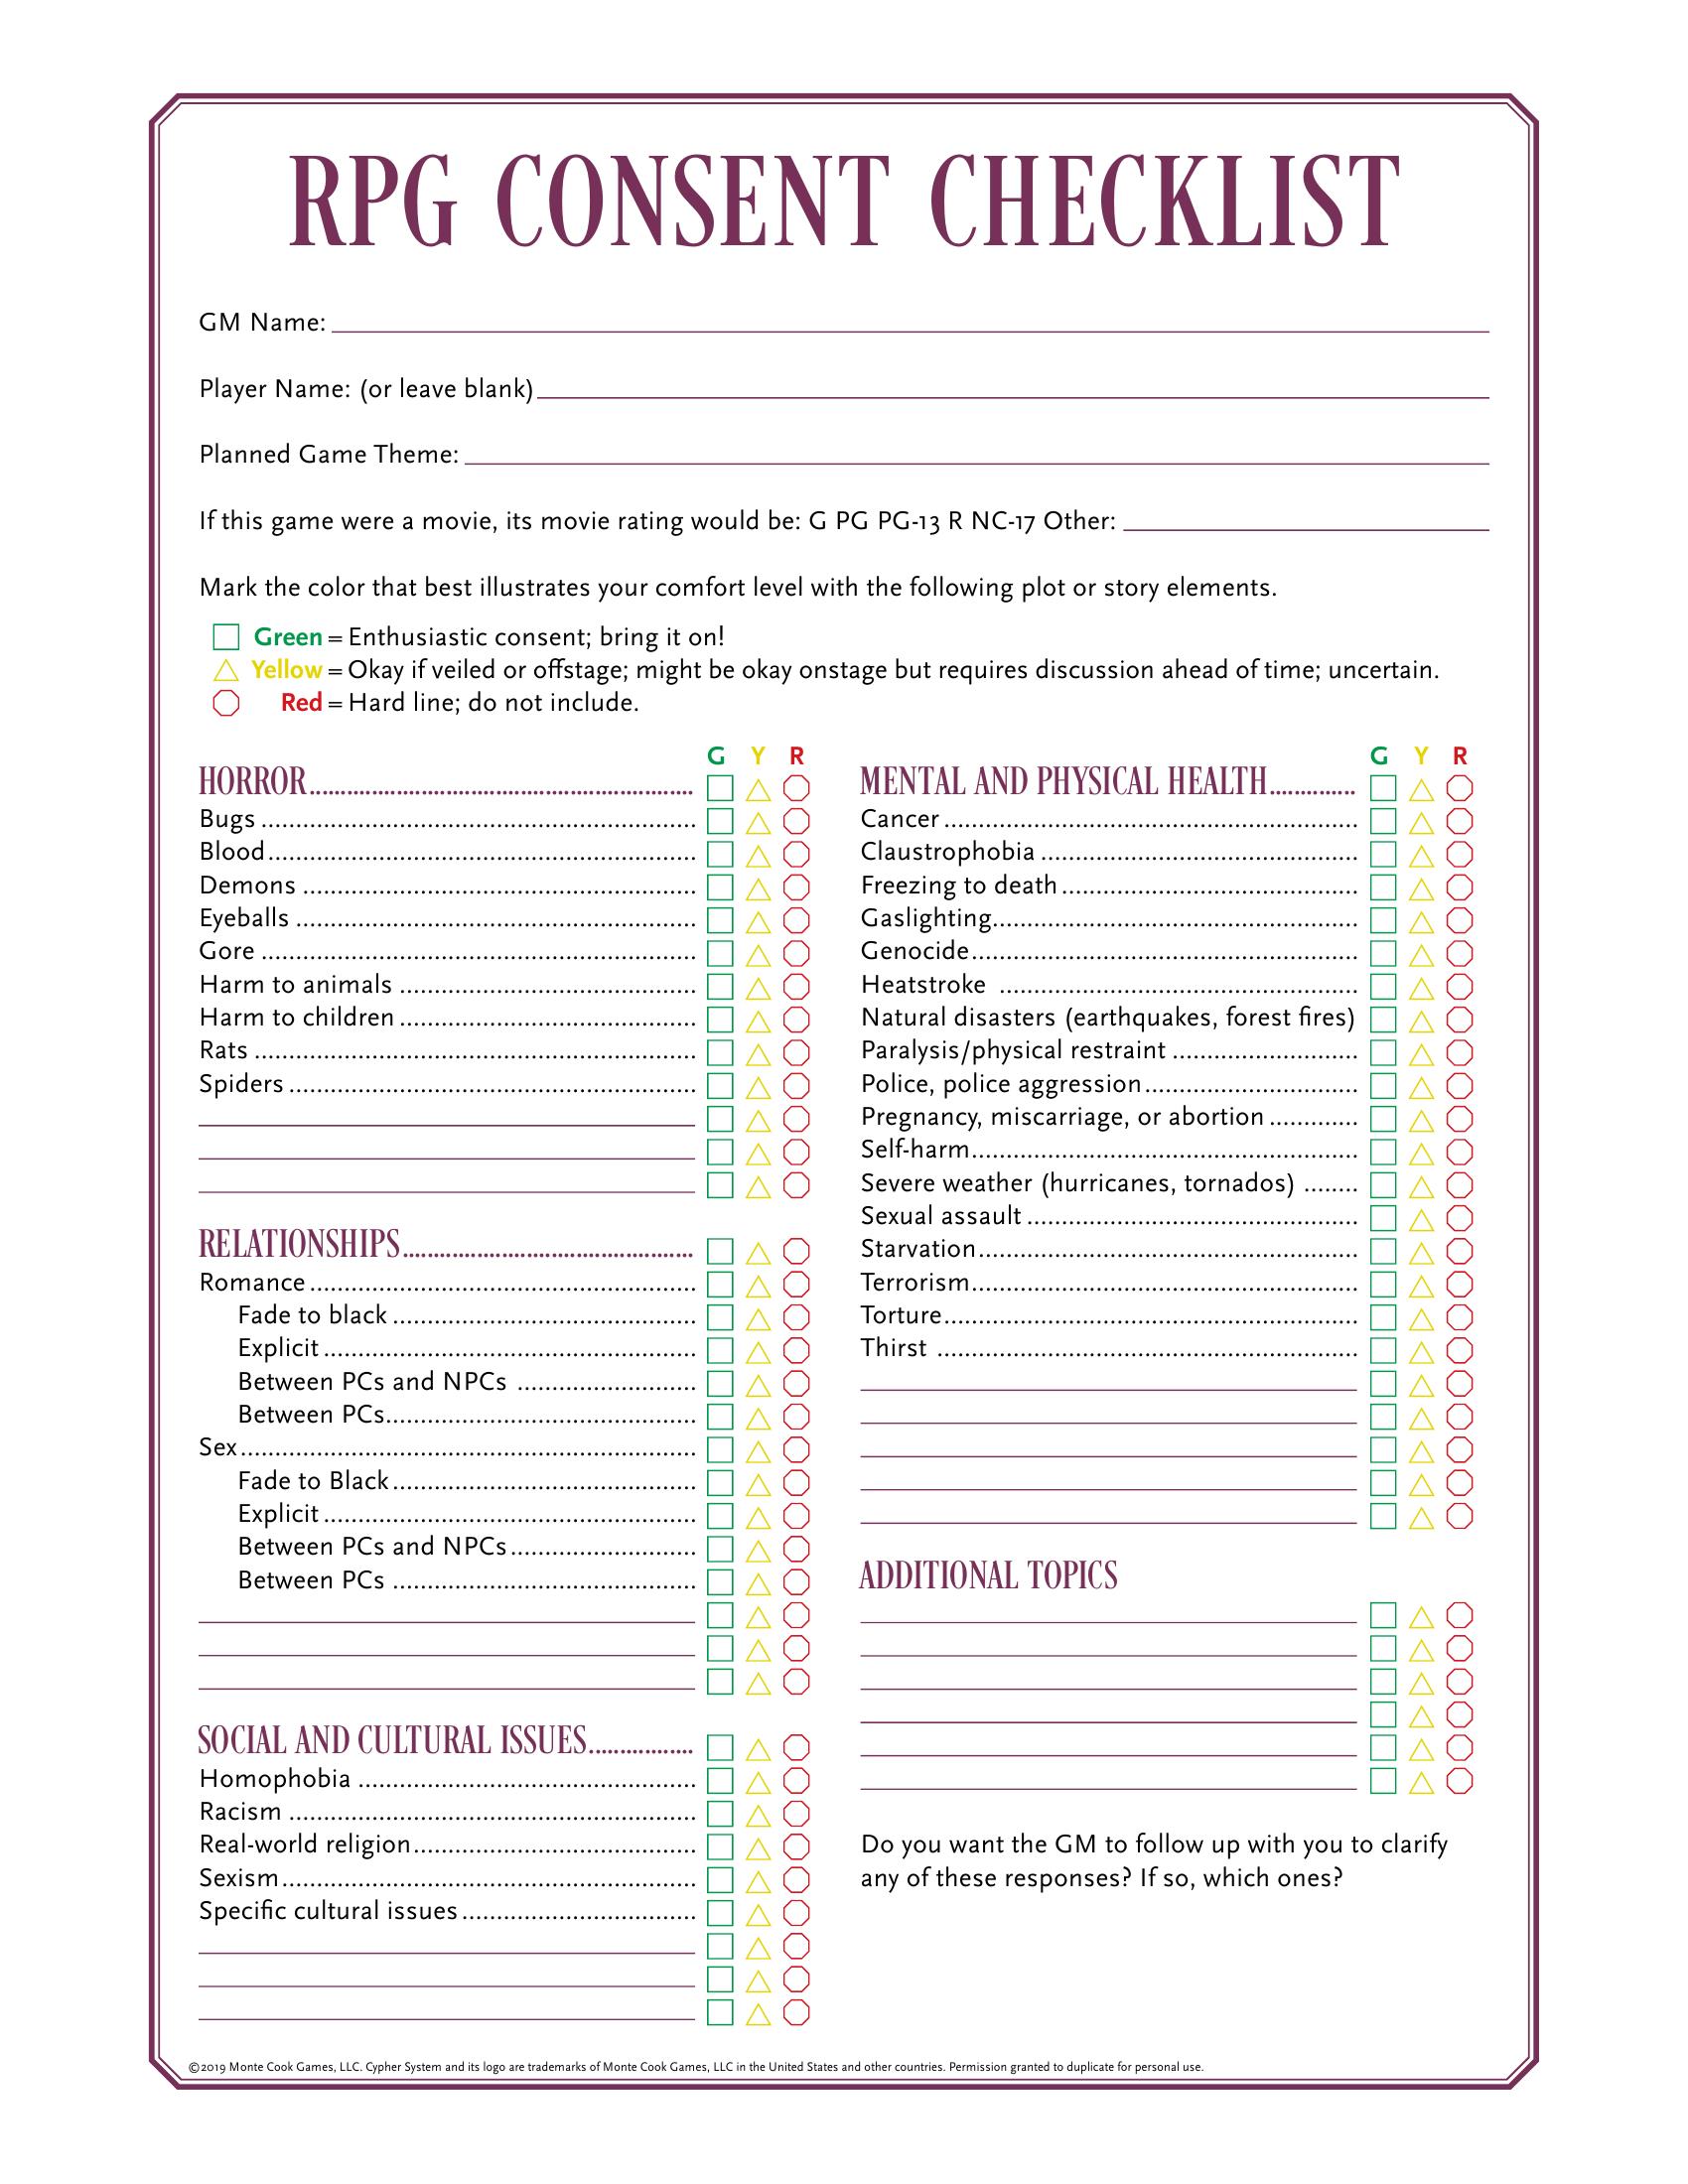 RPG CONSENT CHECKLIST
GM Name:
Player Name: (or leave blank)
Planned Game Theme:
If this game were a movie, its movie rating would be: G PG PG-13 R NC-17 Other:
Mark the color that best illustrates your comfort level with the following plot or story elements.
Green = Enthusiastic consent; bring it on!
Yellow = Okay if veiled or offstage; might be okay onstage but requires discussion ahead of time; uncertain.
Red = Hard line; do not include.
G Y R
HORROR
Bugs
Blood
Demons
Eyeballs
Gore
Harm to animals
Harm to children
Rats
Spiders
RELATIONSHIPS
Romance
Fade to black
Explicit
Between PCs and NPCs
Between PCs
Sex
Fade to Black
Explicit
Between PCs and NPCs
Between PCs
SOCIAL AND CULTURAL ISSUES
Homophobia
Racism
Real-world religion
Sexism
Specific cultural issues
G Y R
MENTAL AND PHYSICAL HEALTH
Cancer
Claustrophobia
Freezing to death
Gaslighting
Genocide
Heatstroke
Natural disasters (earthquakes, forest fires)
Paralysis/physical restraint
Police, police aggression
Pregnancy, miscarriage, or abortion
Self-harm
Severe weather (hurricanes, tornados)
Sexual assault
Starvation
Terrorism
Torture
Thirst
ADDITIONAL TOPICS
Do you want the GM to follow up with you to clarify
any of these responses? If so, which ones?
©2019 Monte Cook Games, LLC. Cypher System and its logo are trademarks of Monte Cook Games, LLC in the United States and other countries. Permission granted to duplicate for personal use.